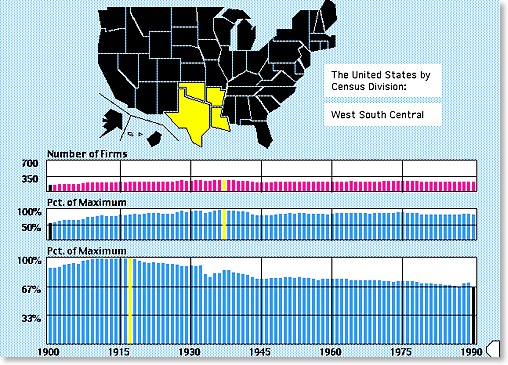 The United States by
Census Division:
West South Central
Number of Firms
700
350
Pct. of Maximum
100%
50%
Pct. of Maximum
100%
67%
33%
1900 1915 1930 1945 1960 1975 1990